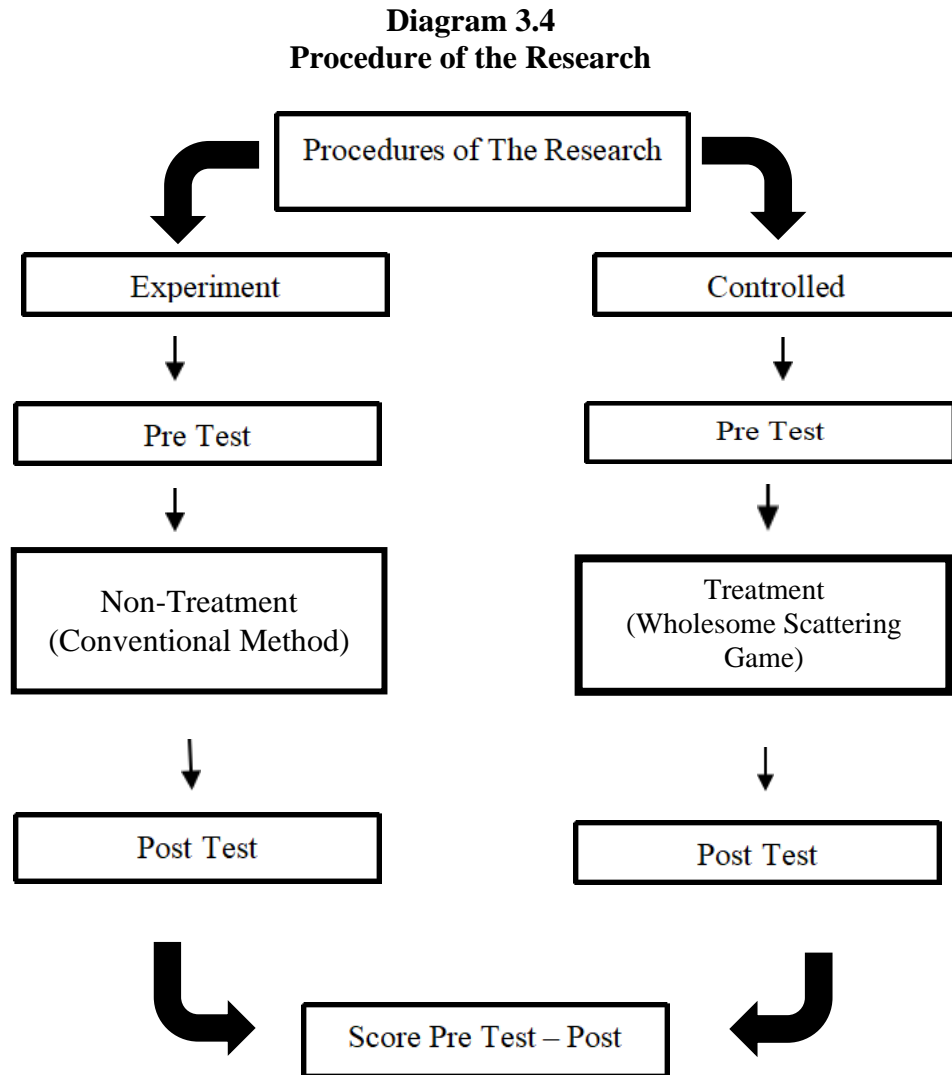 Diagram 3.4
Procedure of the Research
Procedures of The Research
Experiment
Controlled
Pre Test
Pre Test
Non-Treatment
(Conventional Method)
Treatment
(Wholesome Scattering
Game)
Post Test
Post Test
Score Pre Test – Post